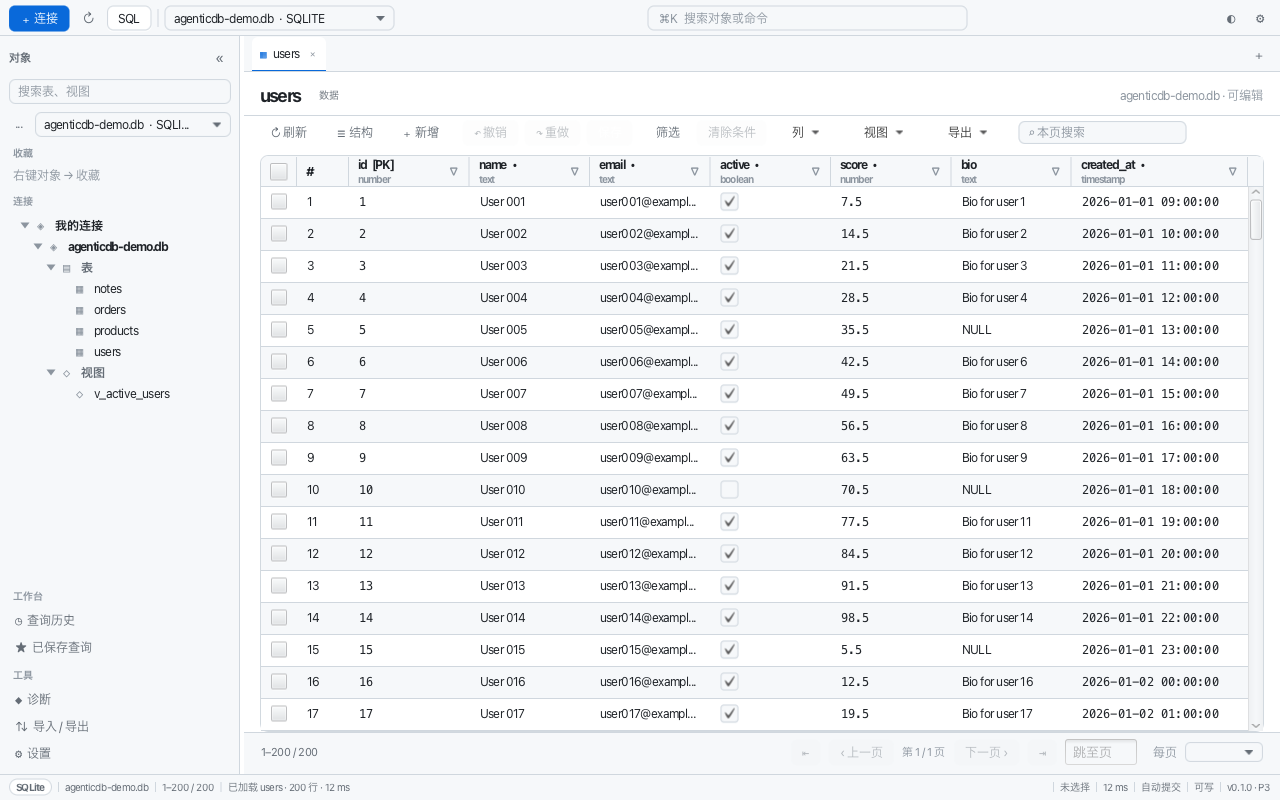 + 连接 SQL agenticdb-demo.db · SQLITE ⌘K 搜索对象或命令
对象 «
搜索表、视图
... agenticdb-demo.db · SQLI...
收藏
右键对象 → 收藏
连接
我的连接
agenticdb-demo.db
表
notes
orders
products
users
视图
v_active_users
工作台
查询历史
已保存查询
工具
诊断
导入 / 导出
设置
users × +
users 数据 agenticdb-demo.db · 可编辑
刷新 结构 + 新增 撤销 重做 筛选 清除条件 列 视图 导出 本页搜索
# id [PK] name • email • active • score • bio created_at •
number text text boolean number text timestamp
1 1 User 001 user001@exampl... 7.5 Bio for user 1 2026-01-01 09:00:00
2 2 User 002 user002@exampl... 14.5 Bio for user 2 2026-01-01 10:00:00
3 3 User 003 user003@exampl... 21.5 Bio for user 3 2026-01-01 11:00:00
4 4 User 004 user004@exampl... 28.5 Bio for user 4 2026-01-01 12:00:00
5 5 User 005 user005@exampl... 35.5 NULL 2026-01-01 13:00:00
6 6 User 006 user006@exampl... 42.5 Bio for user 6 2026-01-01 14:00:00
7 7 User 007 user007@exampl... 49.5 Bio for user 7 2026-01-01 15:00:00
8 8 User 008 user008@exampl... 56.5 Bio for user 8 2026-01-01 16:00:00
9 9 User 009 user009@exampl... 63.5 Bio for user 9 2026-01-01 17:00:00
10 10 User 010 user010@exampl... 70.5 NULL 2026-01-01 18:00:00
11 11 User 011 user011@exampl... 77.5 Bio for user 11 2026-01-01 19:00:00
12 12 User 012 user012@exampl... 84.5 Bio for user 12 2026-01-01 20:00:00
13 13 User 013 user013@exampl... 91.5 Bio for user 13 2026-01-01 21:00:00
14 14 User 014 user014@exampl... 98.5 Bio for user 14 2026-01-01 22:00:00
15 15 User 015 user015@exampl... 5.5 NULL 2026-01-01 23:00:00
16 16 User 016 user016@exampl... 12.5 Bio for user 16 2026-01-02 00:00:00
17 17 User 017 user017@exampl... 19.5 Bio for user 17 2026-01-02 01:00:00
1–200 / 200 ‹ 上一页 第 1 / 1 页 下一页 › 跳至页 每页
SQLite agenticdb-demo.db 1–200 / 200 已加载 users · 200 行 · 12 ms 未选择 12 ms 自动提交 可写 v0.1.0 · P3